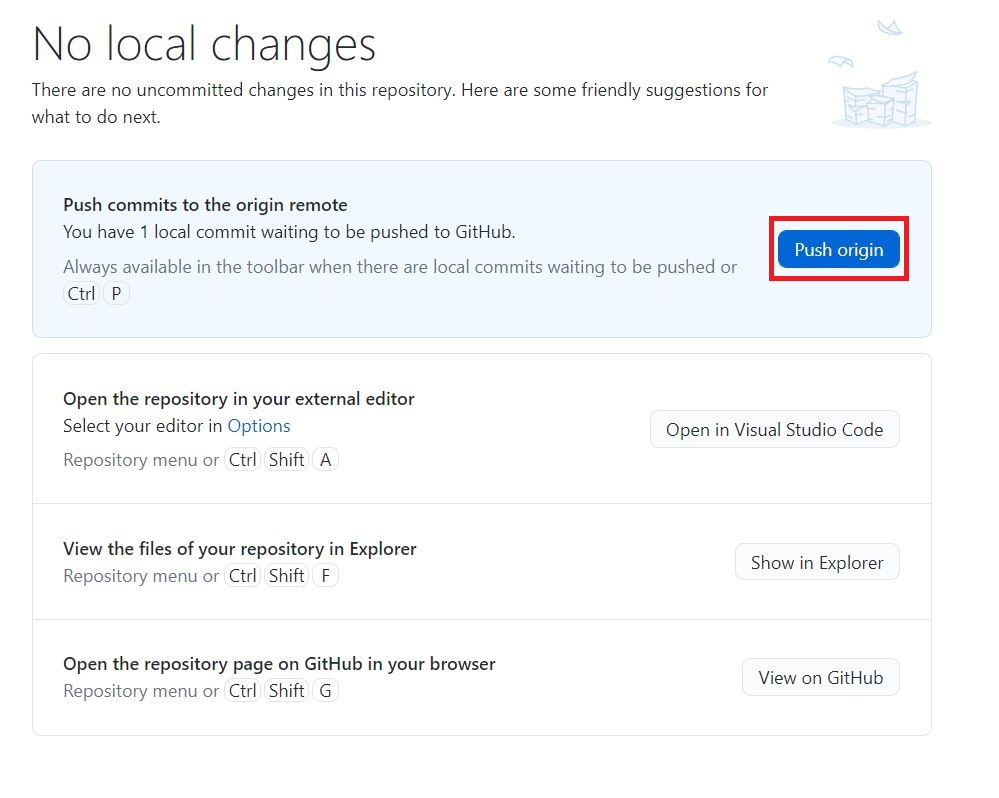 No local changes
There are no uncommitted changes in this repository. Here are some friendly suggestions for
what to do next.
Push commits to the origin remote
You have 1 local commit waiting to be pushed to GitHub.
Always available in the toolbar when there are local commits waiting to be pushed or
Ctrl P
Push origin
Open the repository in your external editor
Select your editor in Options
Repository menu or Ctrl Shift A
Open in Visual Studio Code
View the files of your repository in Explorer
Repository menu or Ctrl Shift F
Show in Explorer
Open the repository page on GitHub in your browser
Repository menu or Ctrl Shift G
View on GitHub